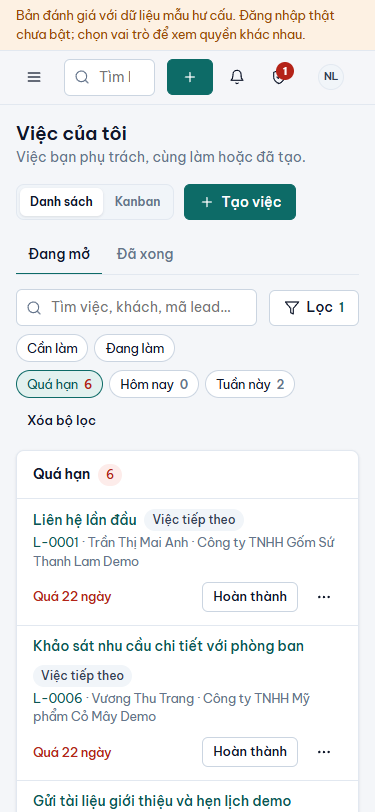 Bản đánh giá với dữ liệu mẫu hư cấu. Đăng nhập thật
chưa bật; chọn vai trò để xem quyền khác nhau.
Tìm l
1
NL
Việc của tôi
Việc bạn phụ trách, cùng làm hoặc đã tạo.
Danh sách
Kanban
Tạo việc
Đang mở
Đã xong
Tìm việc, khách, mã lead...
Lọc 1
Cần làm
Đang làm
Quá hạn 6
Hôm nay 0
Tuần này 2
Xóa bộ lọc
Quá hạn 6
Liên hệ lần đầu Việc tiếp theo
L-0001 · Trần Thị Mai Anh · Công ty TNHH Gốm Sứ
Thanh Lam Demo
Quá 22 ngày
Hoàn thành
Khảo sát nhu cầu chi tiết với phòng ban
Việc tiếp theo
L-0006 · Vương Thu Trang · Công ty TNHH Mỹ
phẩm Cỏ Mây Demo
Quá 22 ngày
Hoàn thành
Gửi tài liệu giới thiệu và hẹn lịch demo